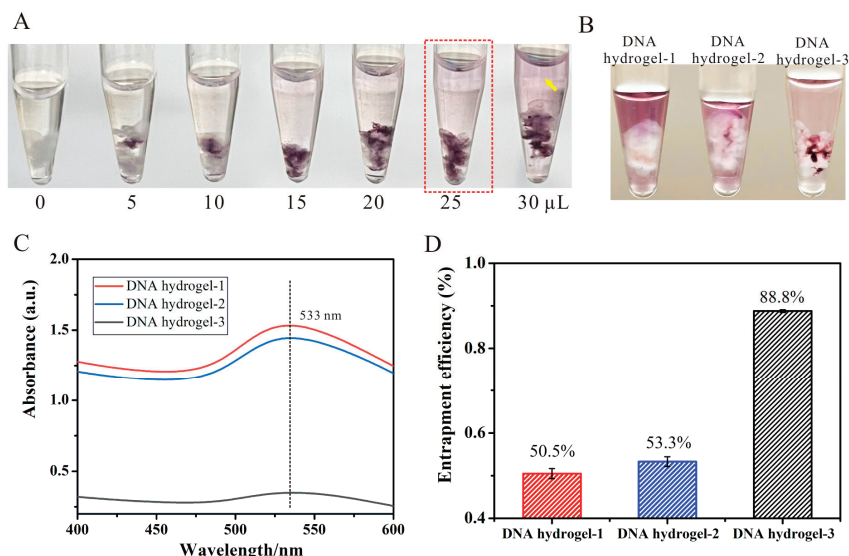 A
0 5 10 15 20 25 30 µL
B
DNA hydrogel-1
DNA hydrogel-2
DNA hydrogel-3
C
Absorbance (a.u.)
2.0
1.5
1.0
0.5
DNA hydrogel-1
DNA hydrogel-2
DNA hydrogel-3
533 nm
400 450 500 550 600
Wavelength/nm
D
Entrapment efficiency (%)
1.0
0.8
0.6
0.4
50.5%
53.3%
88.8%
DNA hydrogel-1 DNA hydrogel-2 DNA hydrogel-3